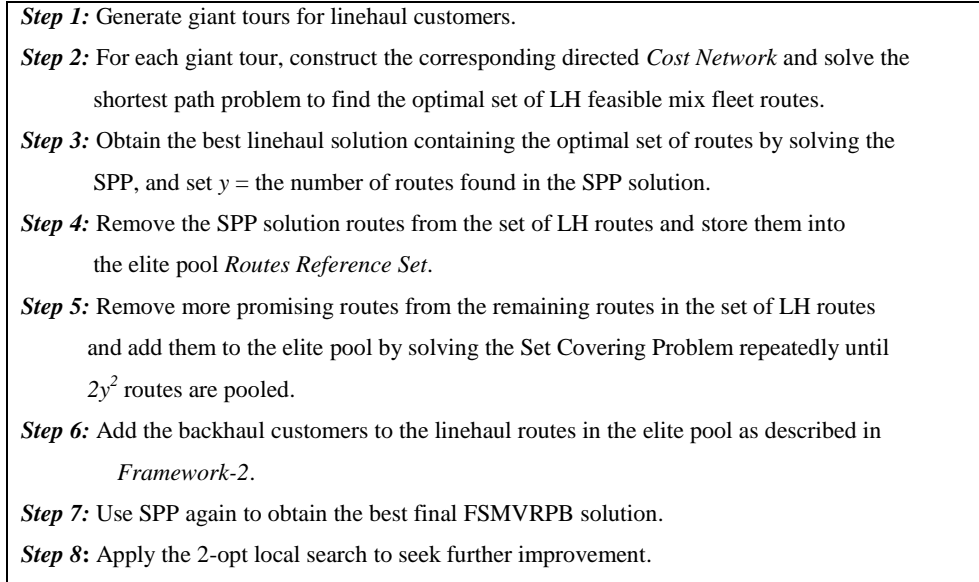 Step 1: Generate giant tours for linehaul customers.
Step 2: For each giant tour, construct the corresponding directed Cost Network and solve the
shortest path problem to find the optimal set of LH feasible mix fleet routes.
Step 3: Obtain the best linehaul solution containing the optimal set of routes by solving the
SPP, and set y = the number of routes found in the SPP solution.
Step 4: Remove the SPP solution routes from the set of LH routes and store them into
the elite pool Routes Reference Set.
Step 5: Remove more promising routes from the remaining routes in the set of LH routes
and add them to the elite pool by solving the Set Covering Problem repeatedly until
2y² routes are pooled.
Step 6: Add the backhaul customers to the linehaul routes in the elite pool as described in
Framework-2.
Step 7: Use SPP again to obtain the best final FSMVRPB solution.
Step 8: Apply the 2-opt local search to seek further improvement.